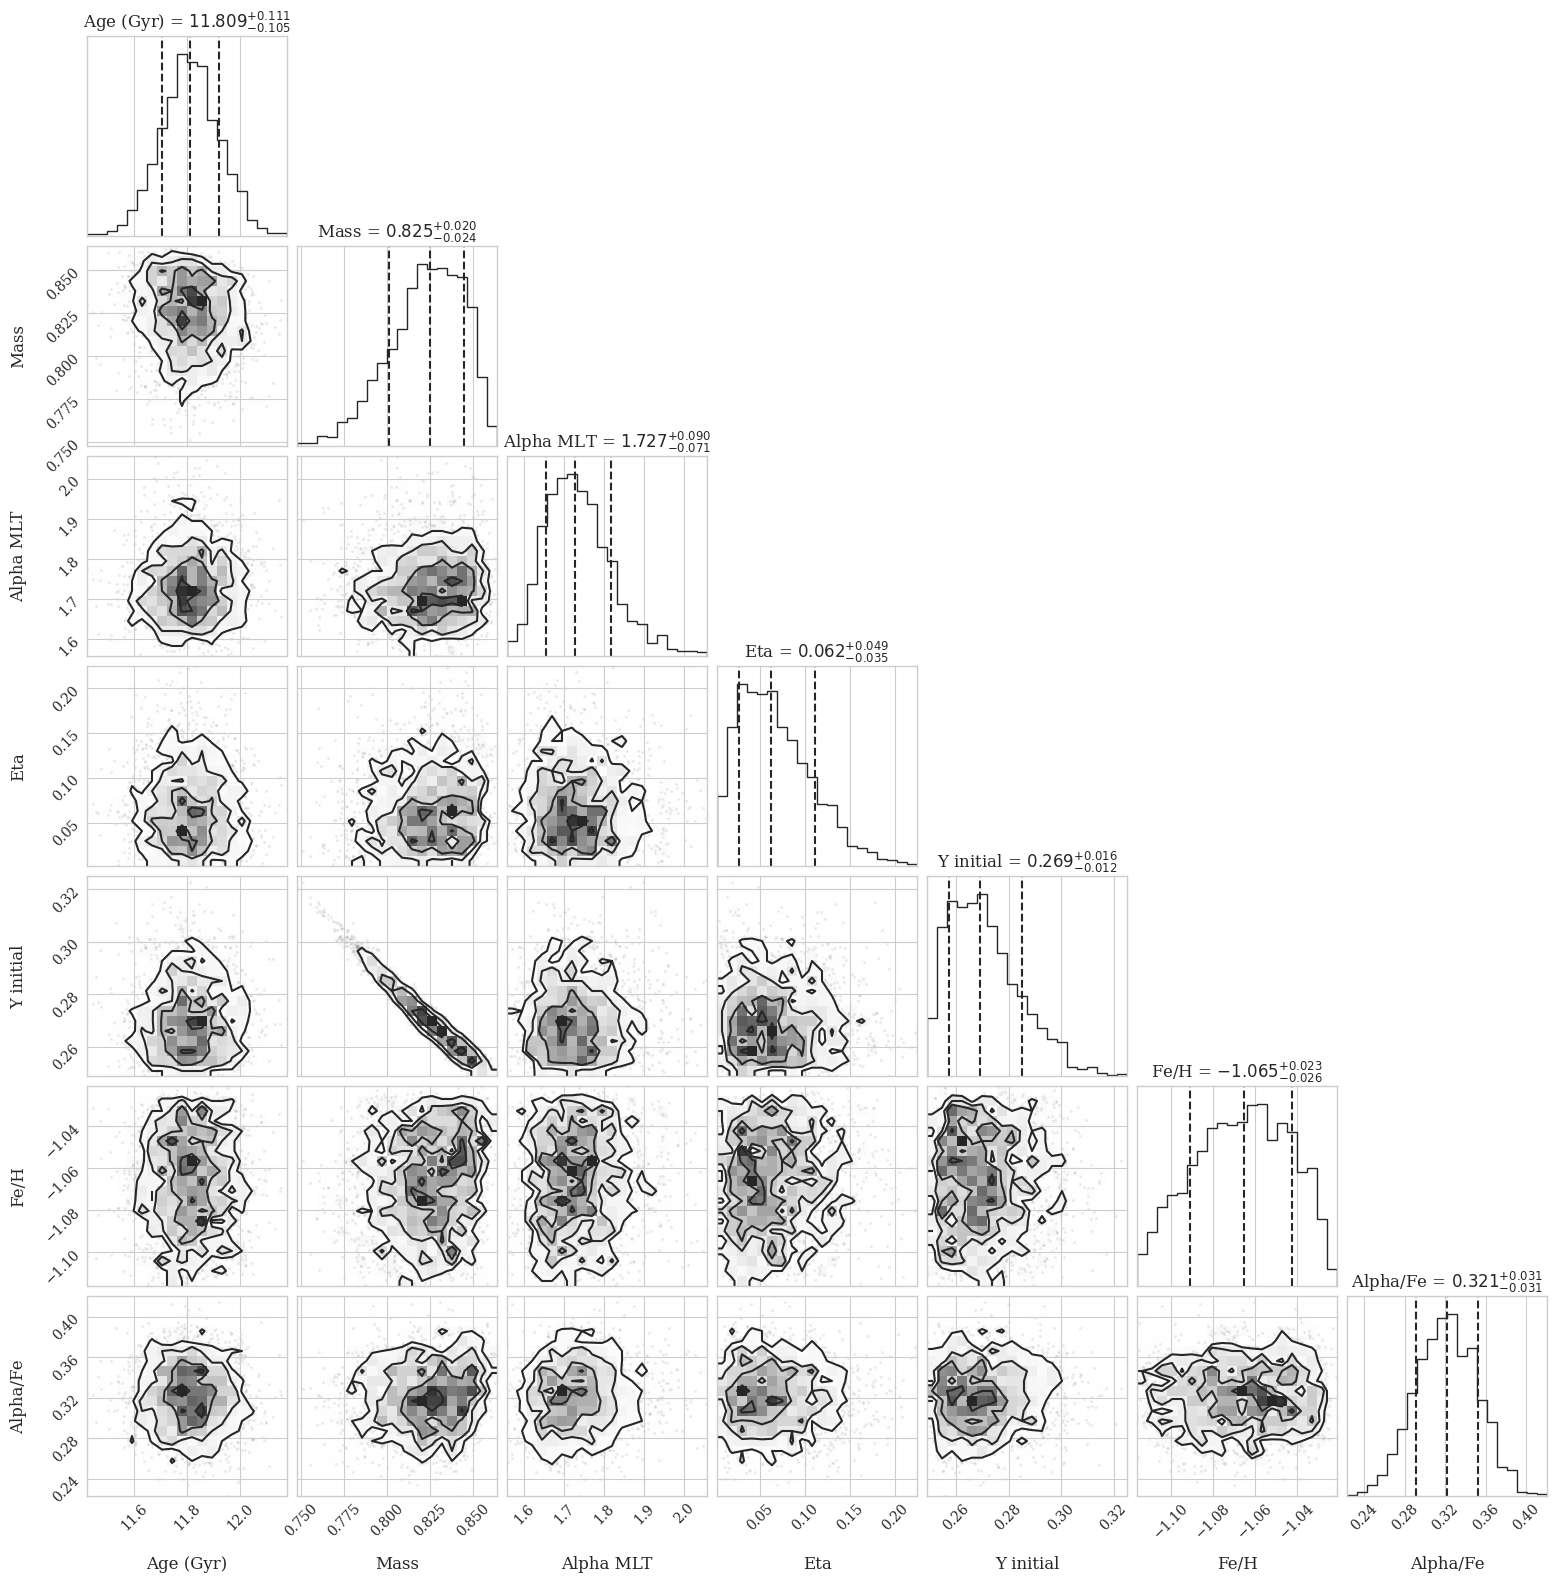 Age (Gyr) = 11.809+0.111−0.105
Mass = 0.825+0.020−0.024
0.850
0.825
0.800
0.775
0.750
Mass
Alpha MLT = 1.727+0.090−0.071
2.0
1.9
1.8
1.7
1.6
Alpha MLT
Eta = 0.062+0.049−0.035
0.20
0.15
0.10
0.05
Eta
Y initial = 0.269+0.016−0.012
0.32
0.30
0.28
0.26
Y initial
Fe/H = −1.065+0.023−0.026
−1.04
−1.06
−1.08
−1.10
Fe/H
Alpha/Fe = 0.321+0.031−0.031
0.40
0.36
0.32
0.28
0.24
Alpha/Fe
11.6 11.8 12.0 0.750 0.775 0.800 0.825 0.850 1.6 1.7 1.8 1.9 2.0 0.05 0.10 0.15 0.20 0.26 0.28 0.30 0.32 −1.10 −1.08 −1.06 −1.04 0.24 0.28 0.32 0.36 0.40
Age (Gyr) Mass Alpha MLT Eta Y initial Fe/H Alpha/Fe